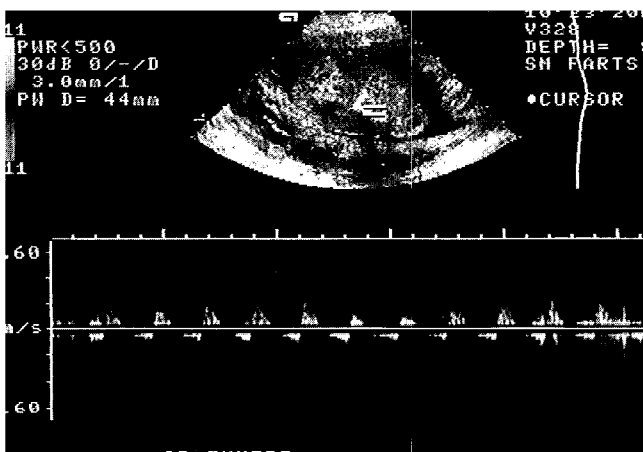 11
PWR<500
30dB 0/-/D
3.0mm/1
PW D= 44mm
11
V328
DEPTH=
SM PARTS
CURSOR
.60
m/s
.60